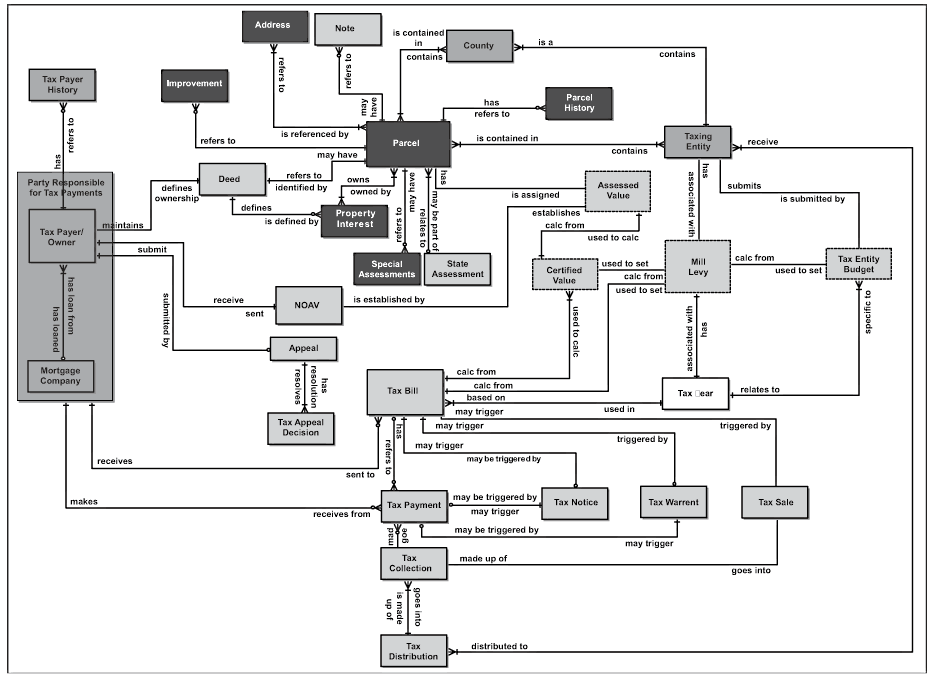 Address
Note
is contained
in
contains
County
is a
contains
refers to
refers to
may
have
Tax Payer
History
Improvement
has
refers to
Parcel
History
refers to
has
refers to
is referenced by
Parcel
is contained in
contains
Taxing
Entity
receive
Party Responsible
for Tax Payments
Deed
may have
refers to
identified by
owns
owned by
defines
ownership
maintains
defines
is defined by
Property
Interest
refers to
may have
has
may be part of
relates to
is assigned
establishes
Assessed
Value
calc from
used to calc
has
associated with
submits
is submitted by
Tax Payer/
Owner
submit
Special
Assessments
State
Assessment
Certified
Value
used to set
calc from
used to set
Mill
Levy
calc from
used to set
Tax Entity
Budget
has loan from
has loaned
receive
sent
NOAV
is established by
used to calc
associated with
has
specific to
submitted by
Appeal
Mortgage
Company
has
resolution
resolves
Tax Appeal
Decision
Tax Bill
calc from
calc from
based on
used in
may trigger
Tax ear
relates to
triggered by
may trigger
triggered by
has
refers to
may trigger
may be triggered by
receives
sent to
makes
receives from
Tax Payment
may be triggered by
may trigger
Tax Notice
Tax Warrent
Tax Sale
may be triggered by
may trigger
Tax
Collection
made up of
goes into
goes into
is made
up of
Tax
Distribution
distributed to